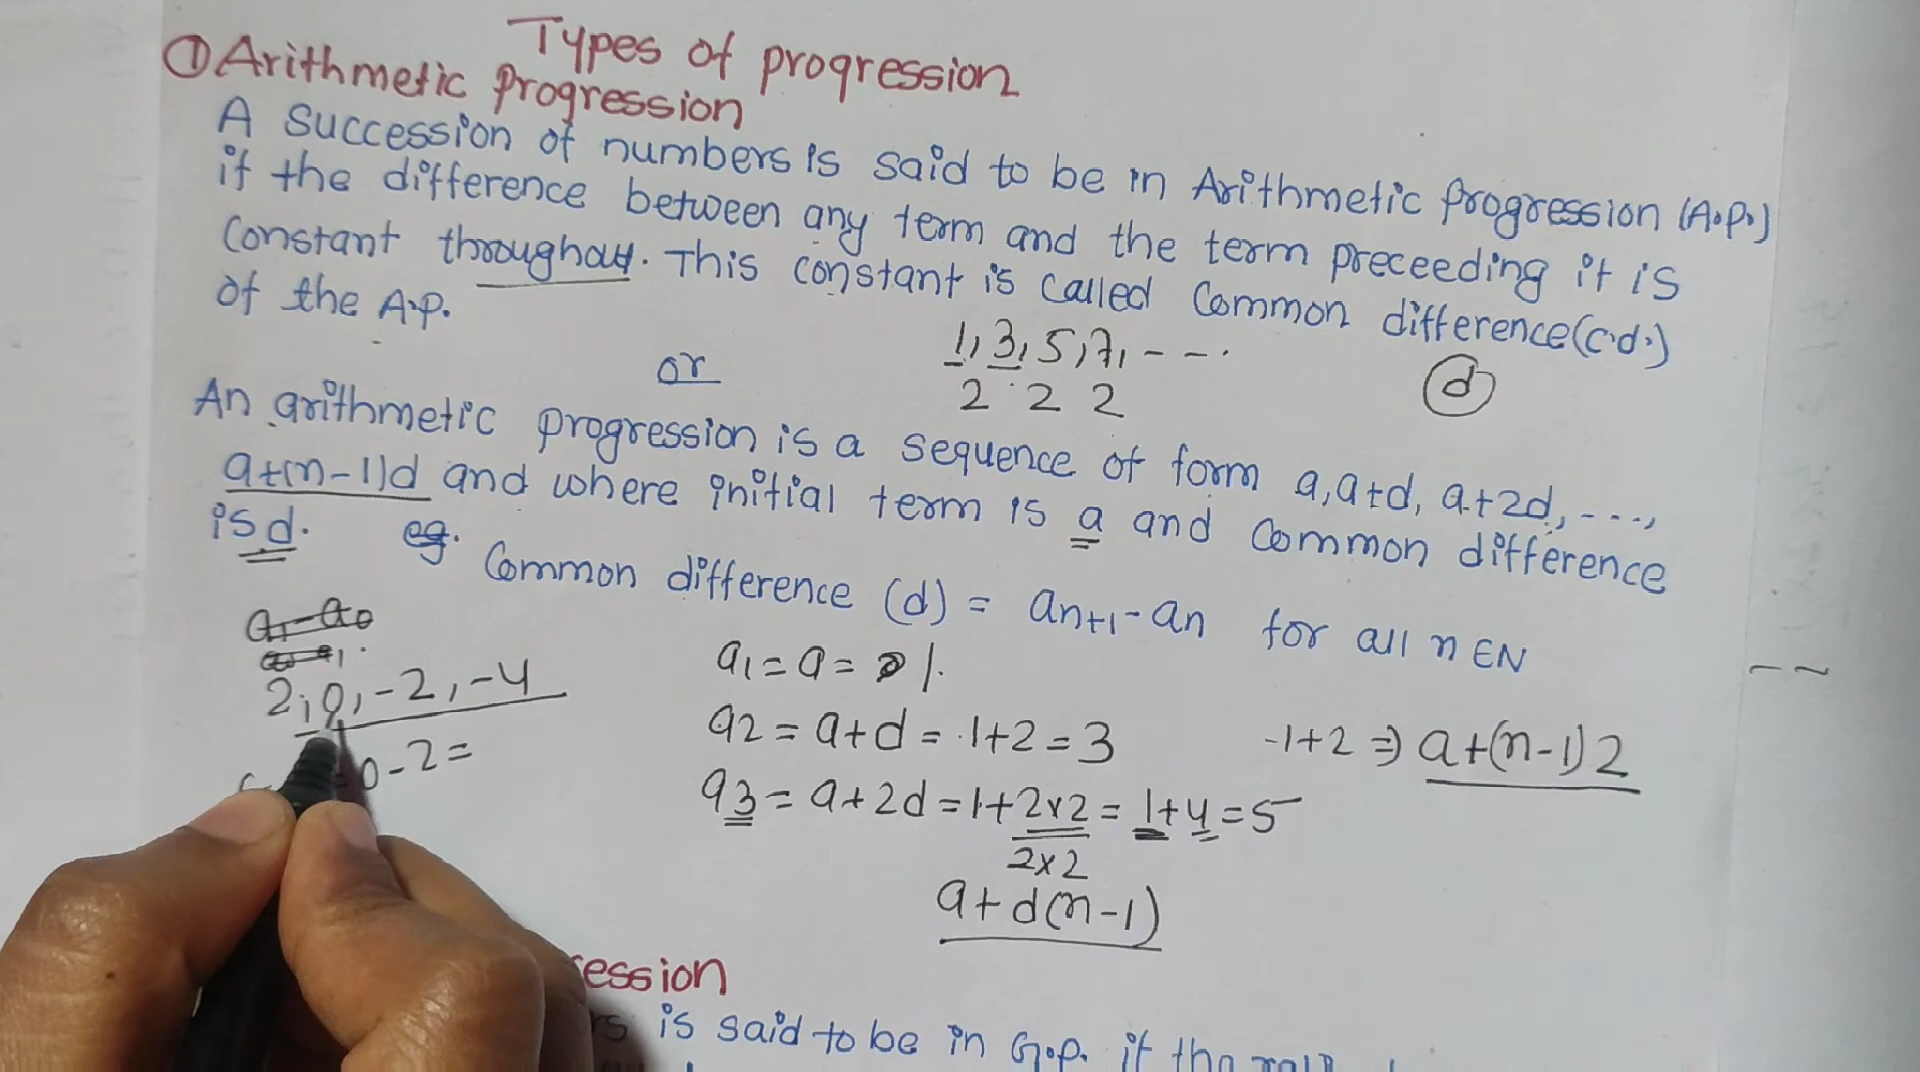 Types of progression
① Arithmetic Progression
A Succession of numbers is said to be in Arithmetic Progression (A.P.)
if the difference between any term and the term preceeding it is
Constant throughout. This constant is called Common difference (c.d.)
of the A.P.
1, 3, 5, 7, - - -.
or
d
2 2 2
An arithmetic progression is a sequence of form a, a+d, a+2d, ----,
a+(n-1)d and where initial term is a and Common difference
is d. eg.
Common difference (d) = an+1 - an for all n EN
a1 - a0
2, 0, -2, -4
0 - 2 =
a1 = a = 1.
a2 = a+d = 1+2 = 3
-1+2 ⇒ a+(n-1)2
a3 = a+2d = 1+2×2 = 1+4 = 5
2×2
a+d(n-1)
ession
is said to be in G.P. if the